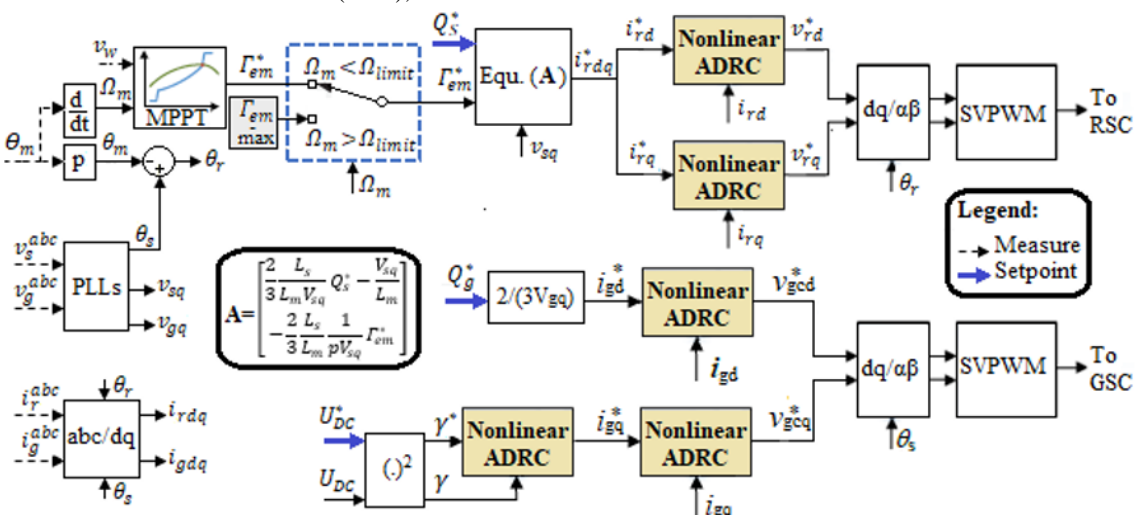 v_w
Ω_m
MPPT
Γ*_em
Γ_em
max
Ω_m < Ω_limit
Ω_m > Ω_limit
Ω_m
θ_m
d
dt
p
θ_m
- +
θ_r
θ_s
Q*_S
Γ*_em
Equ. (A)
v_sq
i*_rdq
i*_rd
Nonlinear
ADRC
i_rd
v*_rd
i*_rq
Nonlinear
ADRC
i_rq
v*_rq
dq/αβ
θ_r
SVPWM
To
RSC
Legend:
Measure
Setpoint
v_s^abc
v_g^abc
PLLs
v_sq
v_gq
A= [ 2/3 L_s/(L_m V_sq) Q*_s − V_sq/L_m
− 2/3 L_s/L_m 1/(pV_sq) Γ*_em ]
Q*_g
2/(3V_gq)
i*_gd
Nonlinear
ADRC
i_gd
v*_gcd
dq/αβ
θ_s
SVPWM
To
GSC
i_r^abc
i_g^abc
θ_r
abc/dq
θ_s
i_rdq
i_gdq
U*_DC
U_DC
(.)²
γ*
γ
Nonlinear
ADRC
i*_gq
Nonlinear
ADRC
i_gq
v*_gcq